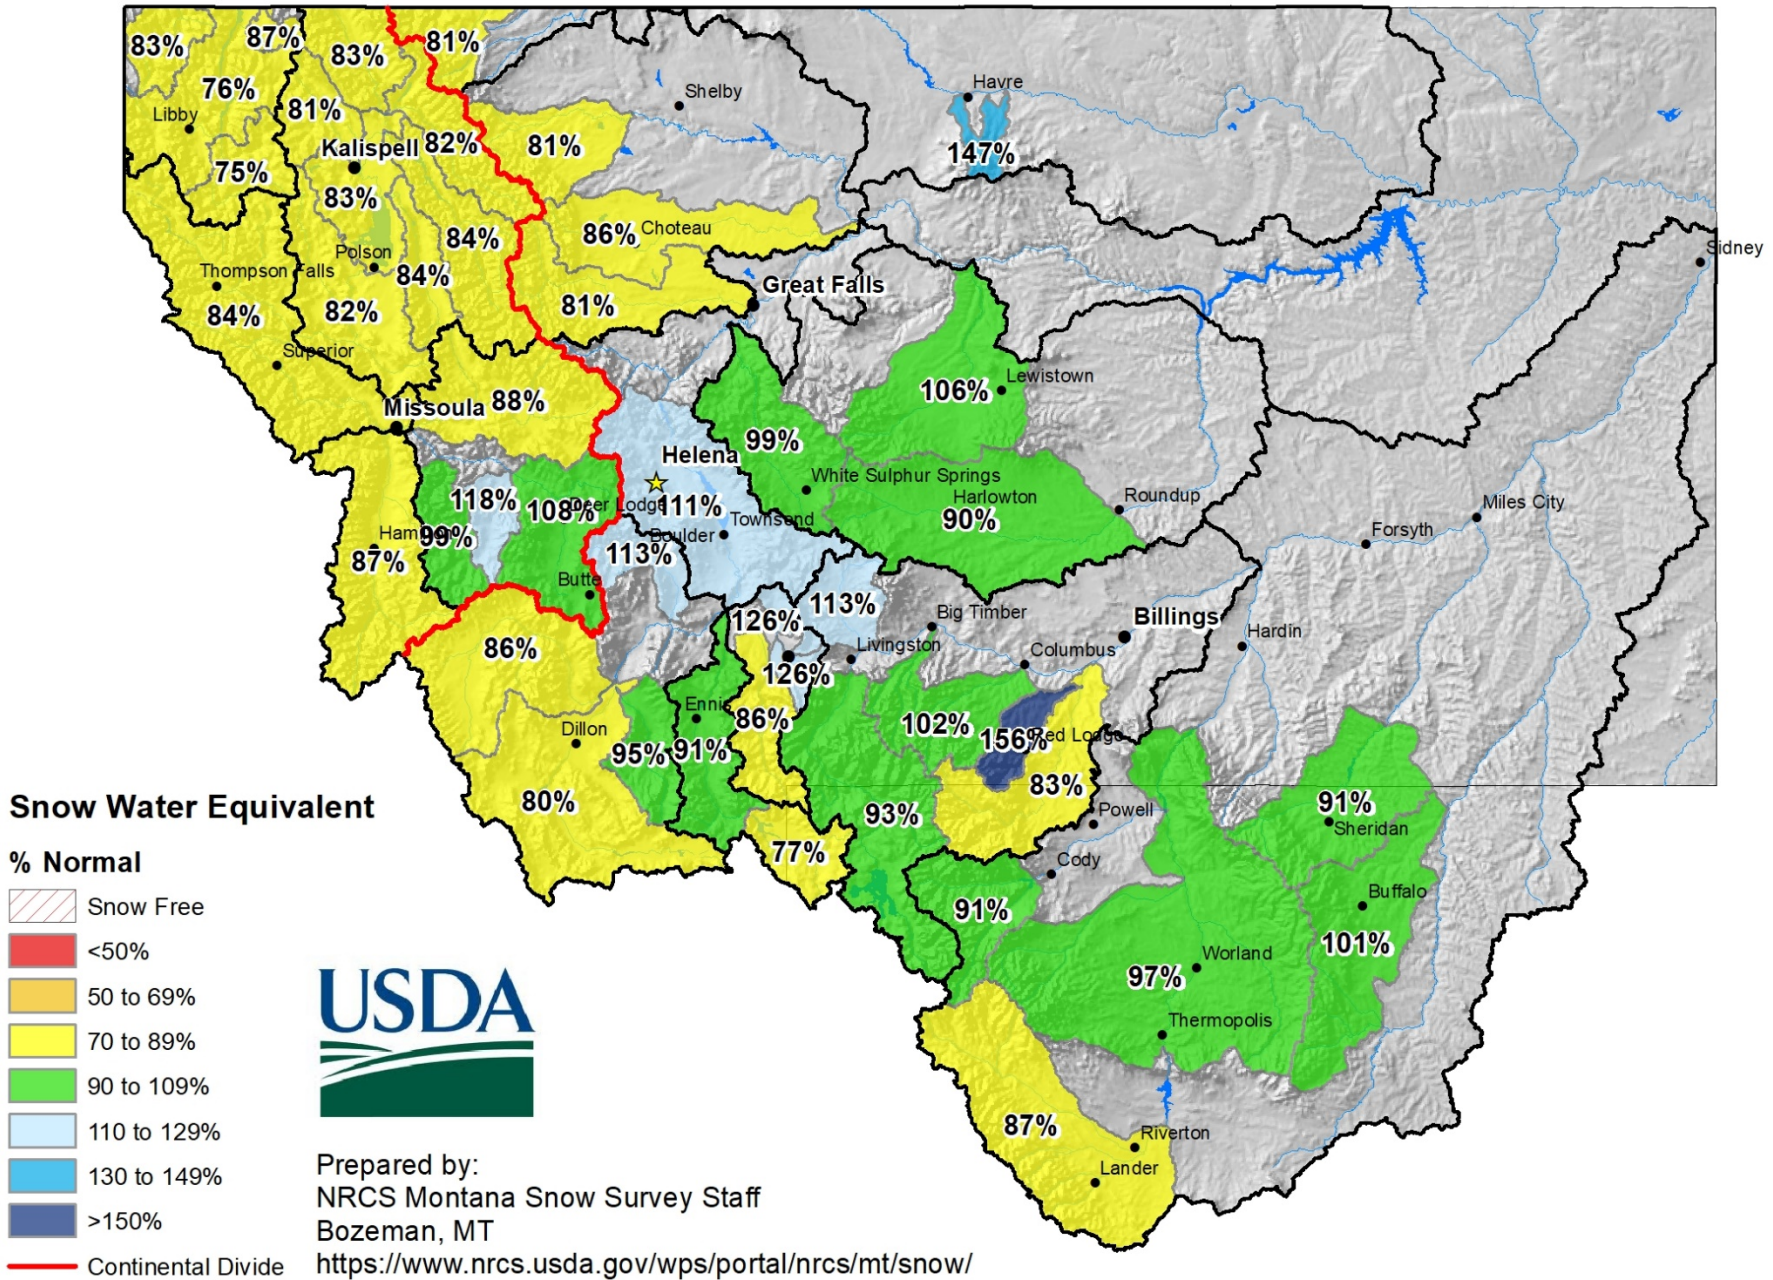 83%
87%
83%
81%
76%
Shelby
Havre
Libby
81%
Kalispell
82%
81%
147%
75%
83%
86%
Choteau
84%
Polson
Sidney
Thompson Falls
84%
Great Falls
84%
82%
81%
Superior
106%
Lewistown
Missoula
88%
99%
Helena
White Sulphur Springs
118%
108%
Deer Lodge
111%
Harlowton
Roundup
Miles City
Townsend
90%
Hamilton
99%
Boulder
Forsyth
87%
113%
Butte
126%
113%
Big Timber
Billings
Hardin
86%
Livingston
Columbus
126%
Ennis
86%
102%
156%
Red Lodge
Dillon
95%
91%
80%
83%
93%
Powell
91%
Sheridan
77%
Cody
Buffalo
91%
101%
Worland
97%
Thermopolis
87%
Riverton
Lander
Snow Water Equivalent
% Normal
Snow Free
<50%
50 to 69%
70 to 89%
90 to 109%
110 to 129%
130 to 149%
>150%
Continental Divide
USDA
Prepared by:
NRCS Montana Snow Survey Staff
Bozeman, MT
https://www.nrcs.usda.gov/wps/portal/nrcs/mt/snow/